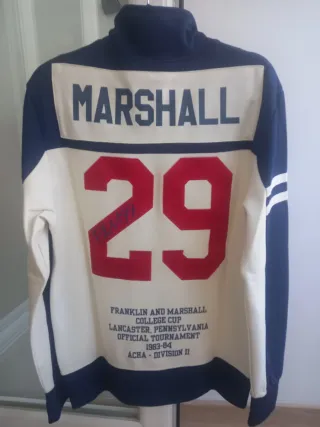 MARSHALL
29
FRANKLIN AND MARSHALL
COLLEGE CUP
LANCASTER, PENNSYLVANIA
OFFICIAL TOURNAMENT
1983-84
ACHA - DIVISION II